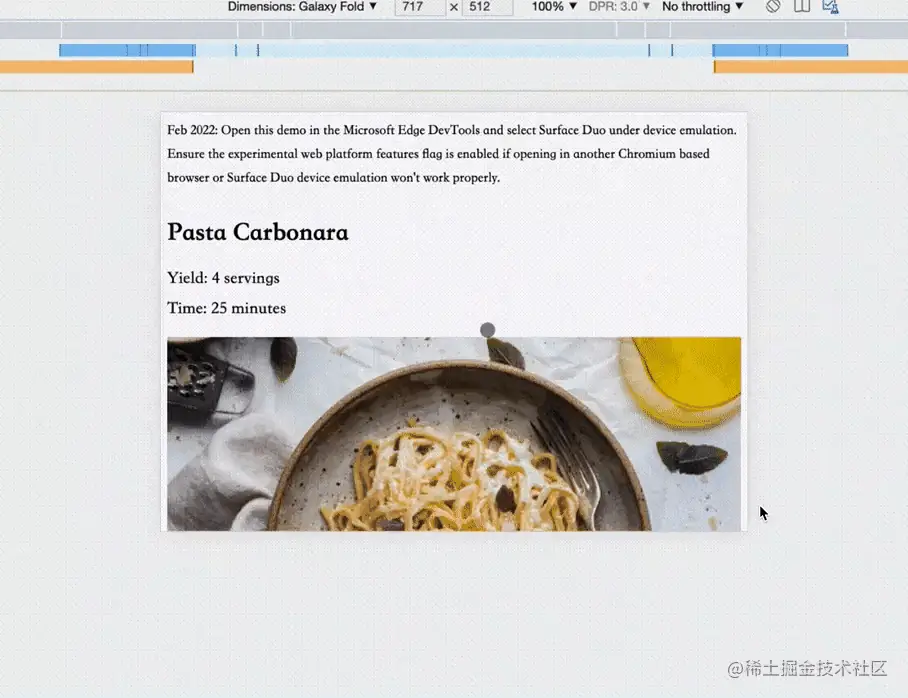 Dimensions: Galaxy Fold ▼ 717 × 512 100% ▼ DPR: 3.0 ▼ No throttling ▼
Feb 2022: Open this demo in the Microsoft Edge DevTools and select Surface Duo under device emulation.
Ensure the experimental web platform features flag is enabled if opening in another Chromium based
browser or Surface Duo device emulation won't work properly.
Pasta Carbonara
Yield: 4 servings
Time: 25 minutes
@稀土掘金技术社区